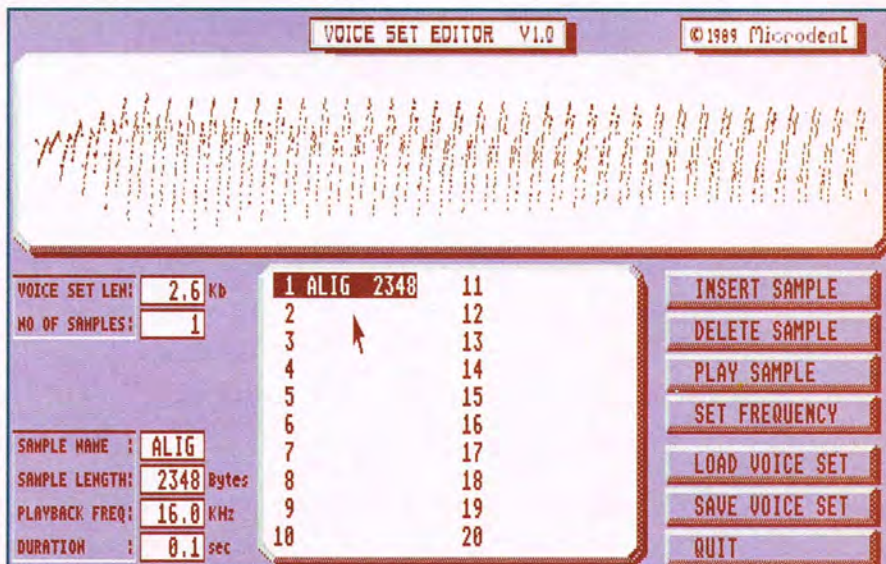 VOICE SET EDITOR V1.0
© 1989 Microdeal
VOICE SET LEN: 2.6 Kb
NO OF SAMPLES: 1
SAMPLE NAME : ALIG
SAMPLE LENGTH: 2348 Bytes
PLAYBACK FREQ: 16.0 KHz
DURATION : 0.1 sec
1 ALIG 2348
2
3
4
5
6
7
8
9
10
11
12
13
14
15
16
17
18
19
20
INSERT SAMPLE
DELETE SAMPLE
PLAY SAMPLE
SET FREQUENCY
LOAD VOICE SET
SAVE VOICE SET
QUIT